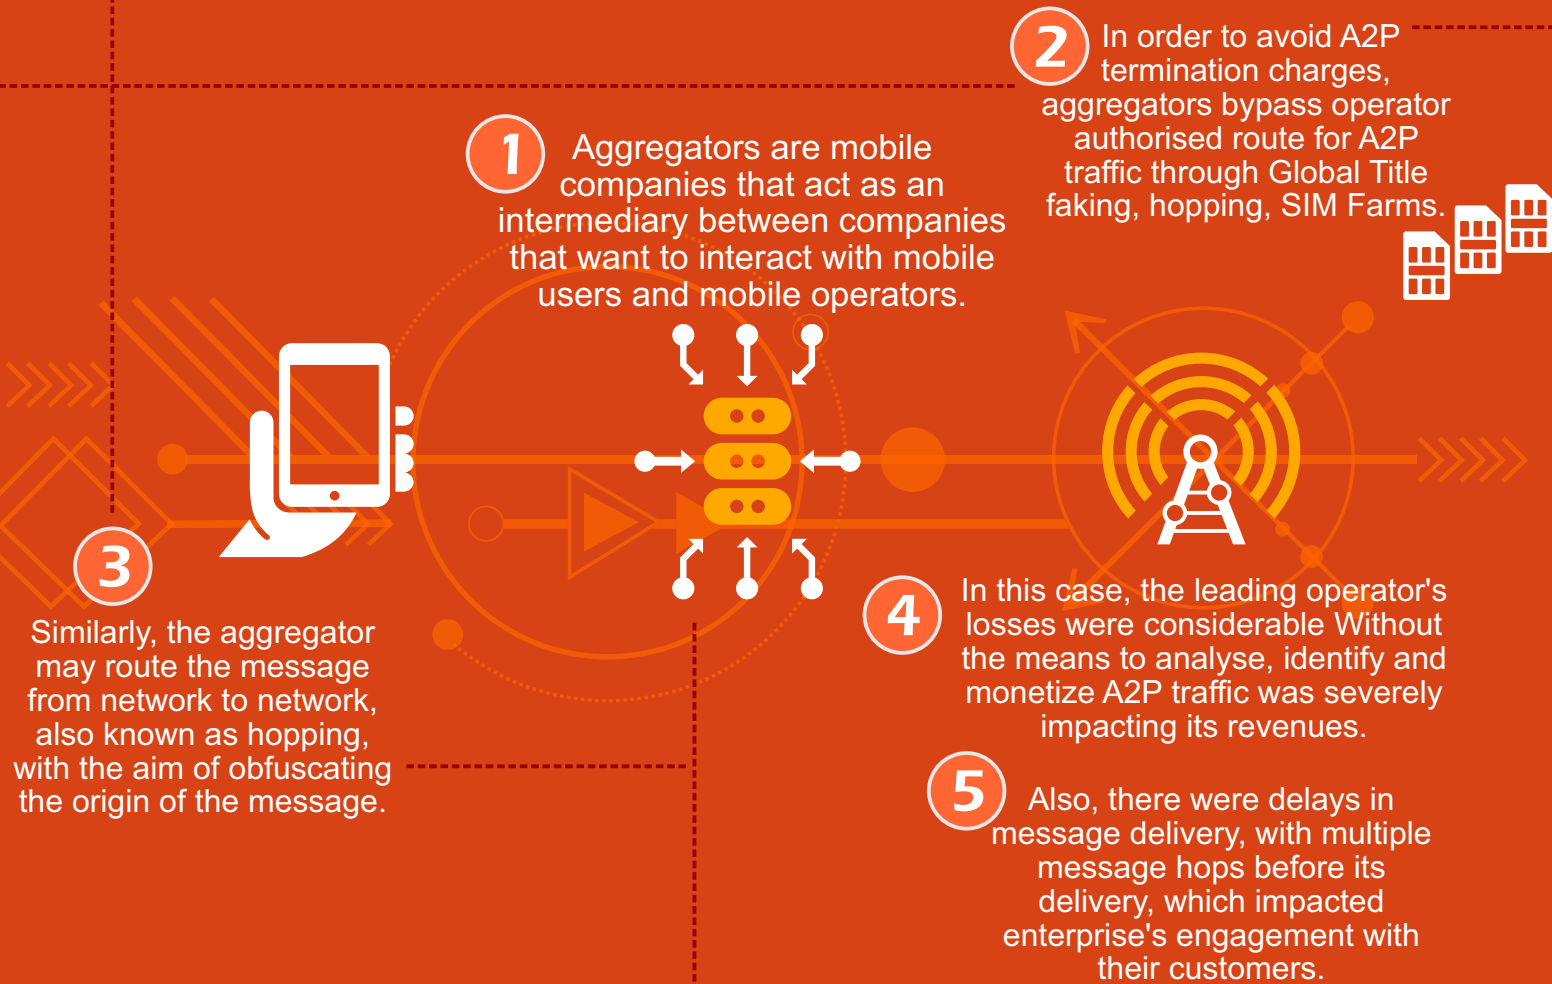 1
Aggregators are mobile
companies that act as an
intermediary between companies
that want to interact with mobile
users and mobile operators.
2
In order to avoid A2P
termination charges,
aggregators bypass operator
authorised route for A2P
traffic through Global Title
faking, hopping, SIM Farms.
3
Similarly, the aggregator
may route the message
from network to network,
also known as hopping,
with the aim of obfuscating
the origin of the message.
4
In this case, the leading operator's
losses were considerable Without
the means to analyse, identify and
monetize A2P traffic was severely
impacting its revenues.
5
Also, there were delays in
message delivery, with multiple
message hops before its
delivery, which impacted
enterprise's engagement with
their customers.